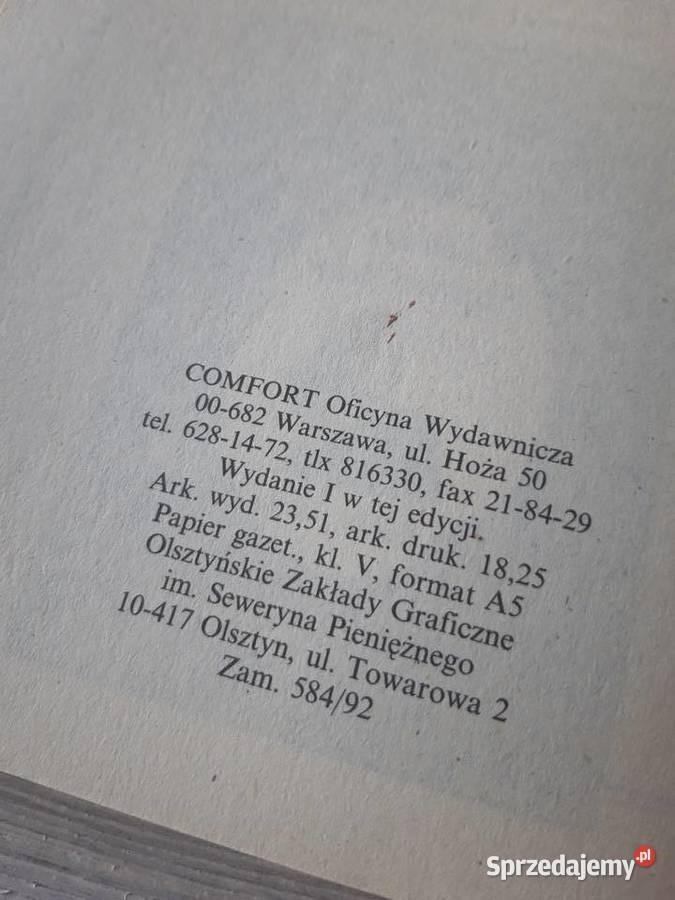 COMFORT Oficyna Wydawnicza
00-682 Warszawa, ul. Hoża 50
tel. 628-14-72, tlx 816330, fax 21-84-29
Wydanie I w tej edycji.
Ark. wyd. 23,51, ark. druk. 18,25
Papier gazet., kl. V, format A5
Olsztyńskie Zakłady Graficzne
im. Seweryna Pieniężnego
10-417 Olsztyn, ul. Towarowa 2
Zam. 584/92
Sprzedajemy.pl